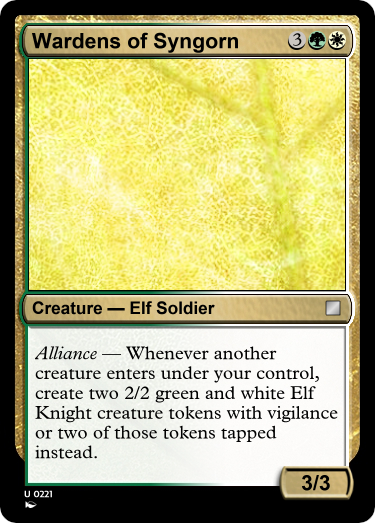 Wardens of Syngorn 3
Creature — Elf Soldier
Alliance — Whenever another
creature enters under your control,
create two 2/2 green and white Elf
Knight creature tokens with vigilance
or two of those tokens tapped
instead.
3/3
U 0221